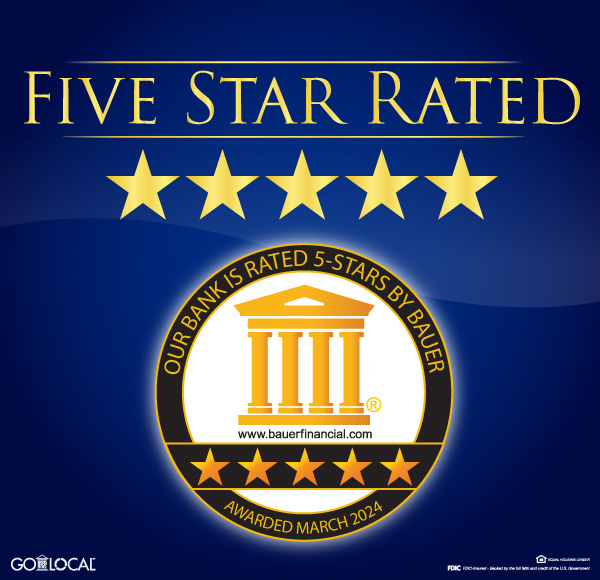 FIVE STAR RATED
OUR BANK IS RATED 5-STARS BY BAUER
®
www.bauerfinancial.com
AWARDED MARCH 2024
GO LOCAL
EQUAL HOUSING LENDER
FDIC FDIC-Insured - Backed by the full faith and credit of the U.S. Government